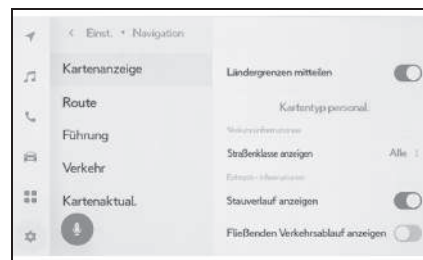 < Einst. • Navigation
Kartenanzeige
Route
Führung
Verkehr
Kartenaktual.
Ländergrenzen mitteilen
Kartentyp personal.
Verkehrsinformationen
Straßenklasse anzeigen Alle
Stauverlauf anzeigen
Fließenden Verkehrsablauf anzeigen